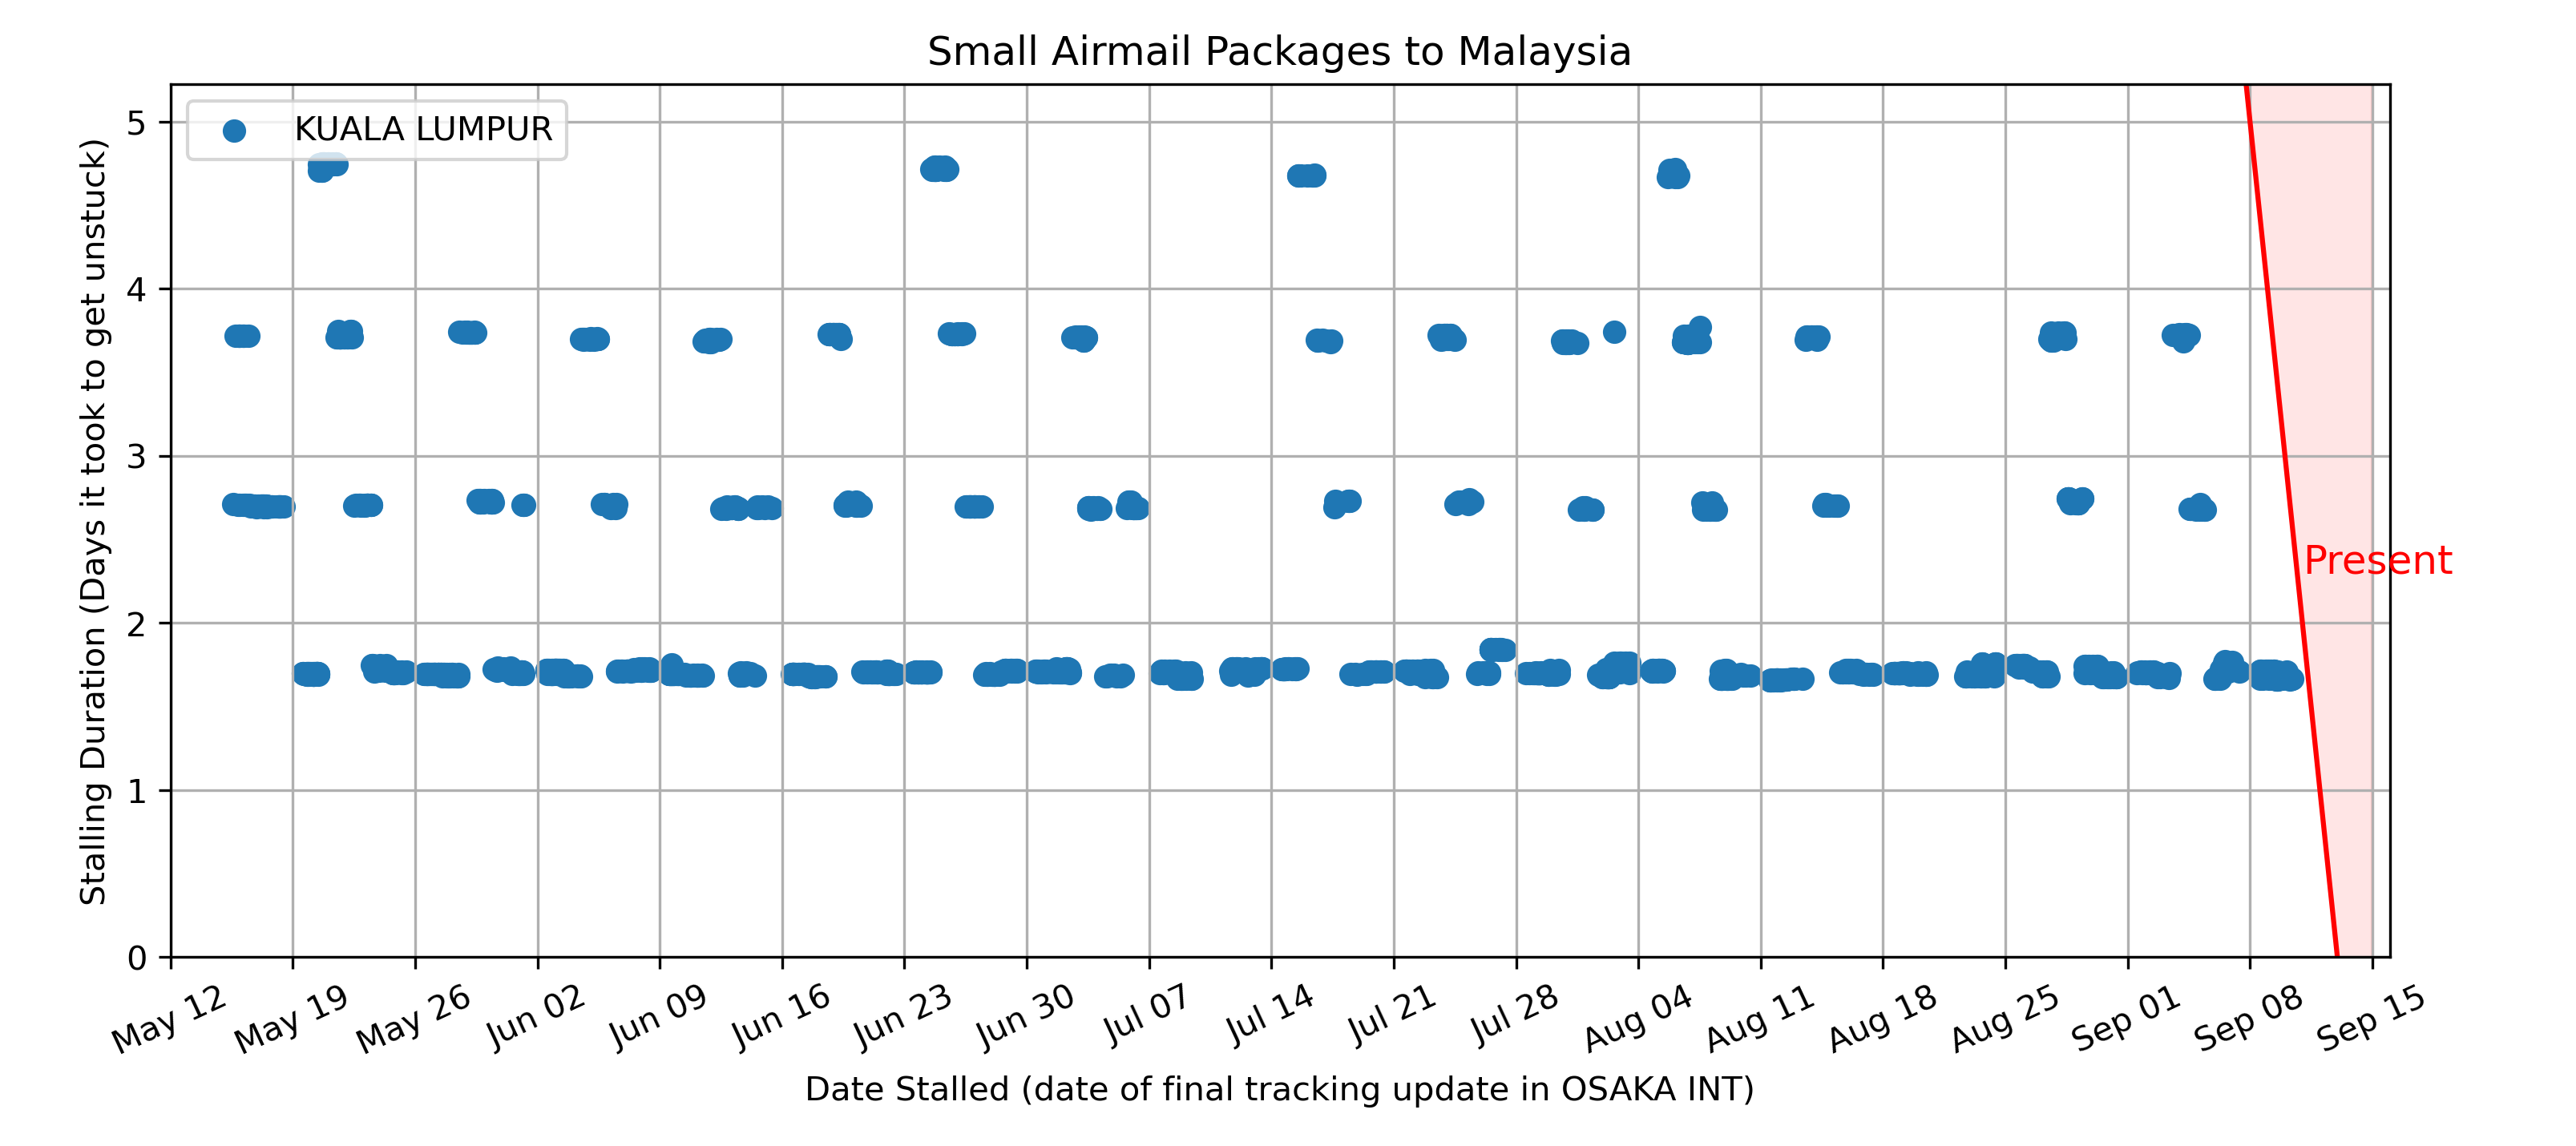 Small Airmail Packages to Malaysia
KUALA LUMPUR
Stalling Duration (Days it took to get unstuck)
5
4
3
2
1
0
Present
May 12
May 19
May 26
Jun 02
Jun 09
Jun 16
Jun 23
Jun 30
Jul 07
Jul 14
Jul 21
Jul 28
Aug 04
Aug 11
Aug 18
Aug 25
Sep 01
Sep 08
Sep 15
Date Stalled (date of final tracking update in OSAKA INT)